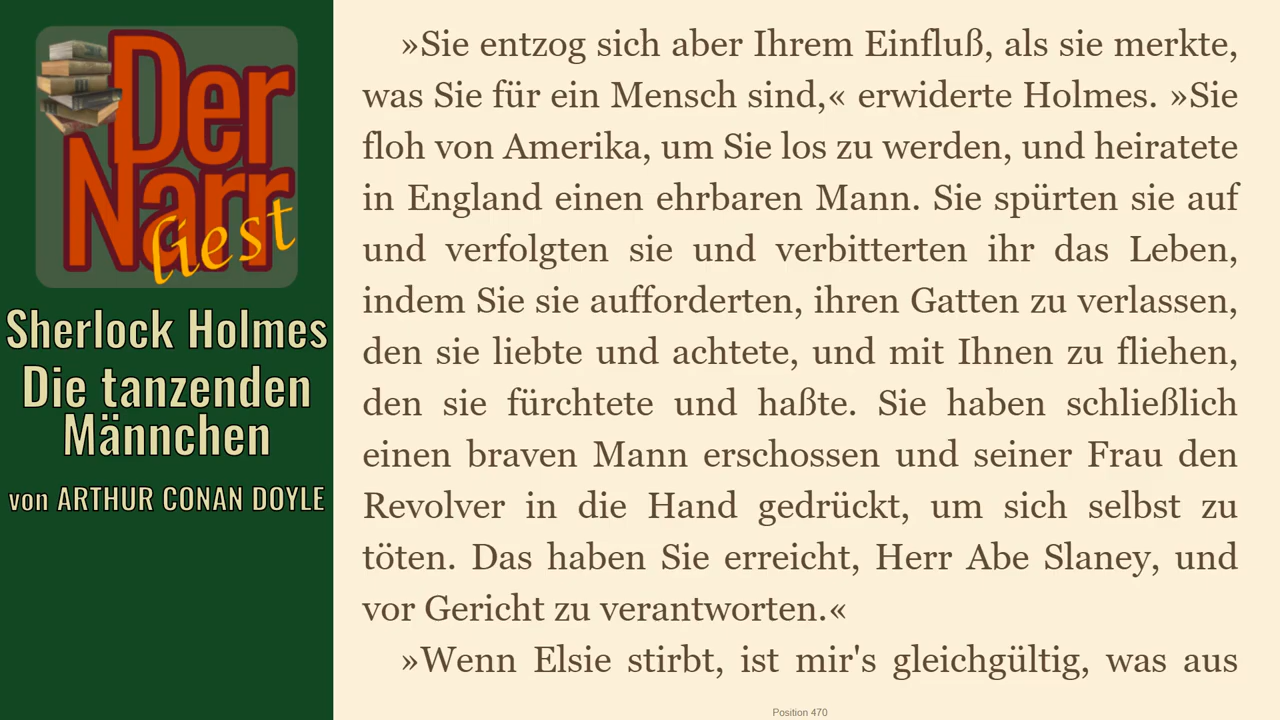 Der
Narr
liest
Sherlock Holmes
Die tanzenden
Männchen
von ARTHUR CONAN DOYLE
»Sie entzog sich aber Ihrem Einfluß, als sie merkte,
was Sie für ein Mensch sind,« erwiderte Holmes. »Sie
floh von Amerika, um Sie los zu werden, und heiratete
in England einen ehrbaren Mann. Sie spürten sie auf
und verfolgten sie und verbitterten ihr das Leben,
indem Sie sie aufforderten, ihren Gatten zu verlassen,
den sie liebte und achtete, und mit Ihnen zu fliehen,
den sie fürchtete und haßte. Sie haben schließlich
einen braven Mann erschossen und seiner Frau den
Revolver in die Hand gedrückt, um sich selbst zu
töten. Das haben Sie erreicht, Herr Abe Slaney, und
vor Gericht zu verantworten.«
»Wenn Elsie stirbt, ist mir's gleichgültig, was aus
Position 470